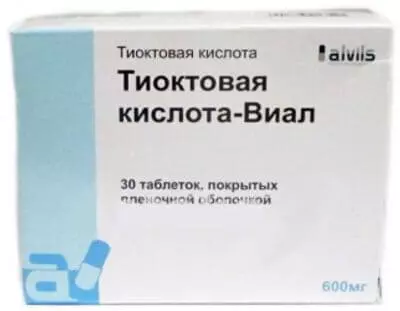 Тиоктовая кислота
alvils
Тиоктовая
кислота-Виал
30 таблеток, покрытых
пленочной оболочкой
600мг